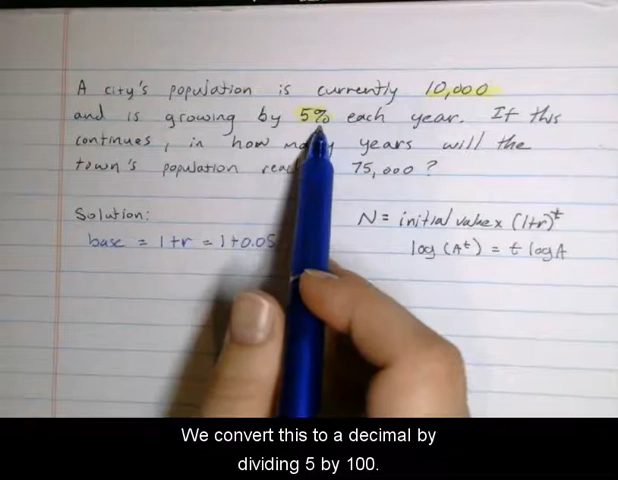 A city's population is currently 10,000
and is growing by 5% each year. If this
continues, in how many years will the
town's population 75,000?
Solution:
base = 1+r = 1+0.05
N = initial value x (1+r)^t
log (A^t) = t log A
We convert this to a decimal by
dividing 5 by 100.